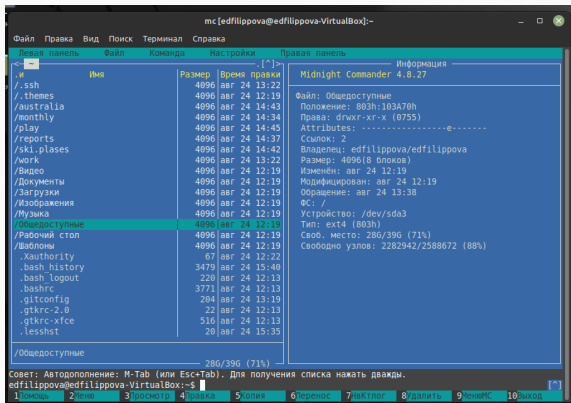 mc [edfilippova@edfilippova-VirtualBox]:~
Файл Правка Вид Поиск Терминал Справка
Левая панель Файл Команда Настройки Правая панель
<- ~ .[^]>
.и Имя Размер Время правки
/.ssh 4096 авг 24 13:22
/.themes 4096 авг 24 12:19
/australia 4096 авг 24 14:43
/monthly 4096 авг 24 14:34
/play 4096 авг 24 14:45
/reports 4096 авг 24 14:37
/ski.plases 4096 авг 24 14:42
/work 4096 авг 24 13:22
/Видео 4096 авг 24 12:19
/Документы 4096 авг 24 12:19
/Загрузки 4096 авг 24 12:19
/Изображения 4096 авг 24 12:19
/Музыка 4096 авг 24 12:19
/Общедоступные 4096 авг 24 12:19
/Рабочий стол 4096 авг 24 12:19
/Шаблоны 4096 авг 24 12:19
.Xauthority 67 авг 24 12:22
.bash_history 3479 авг 24 15:40
.bash_logout 220 авг 24 12:13
.bashrc 3771 авг 24 12:13
.gitconfig 204 авг 24 13:19
.gtkrc-2.0 22 авг 24 12:13
.gtkrc-xfce 516 авг 24 12:13
.lesshst 20 авг 24 15:35
/Общедоступные
28G/39G (71%)
Информация
Midnight Commander 4.8.27
Файл: Общедоступные
Положение: 803h:103A70h
Права: drwxr-xr-x (0755)
Attributes: -----------------e-------
Ссылок: 2
Владелец: edfilippova/edfilippova
Размер: 4096(8 блоков)
Изменён: авг 24 12:19
Модифицирован: авг 24 12:19
Обращение: авг 24 13:38
ФС: /
Устройство: /dev/sda3
Тип: ext4 (803h)
Своб. место: 28G/39G (71%)
Свободно узлов: 2282942/2588672 (88%)
Совет: Автодополнение: M-Tab (или Esc+Tab). Для получения списка нажать дважды.
edfilippova@edfilippova-VirtualBox:~$ [^]
1Помощь 2Меню 3Просмотр 4Правка 5Копия 6Перенос 7НвКтлог 8Удалить 9МенюМС 10Выход